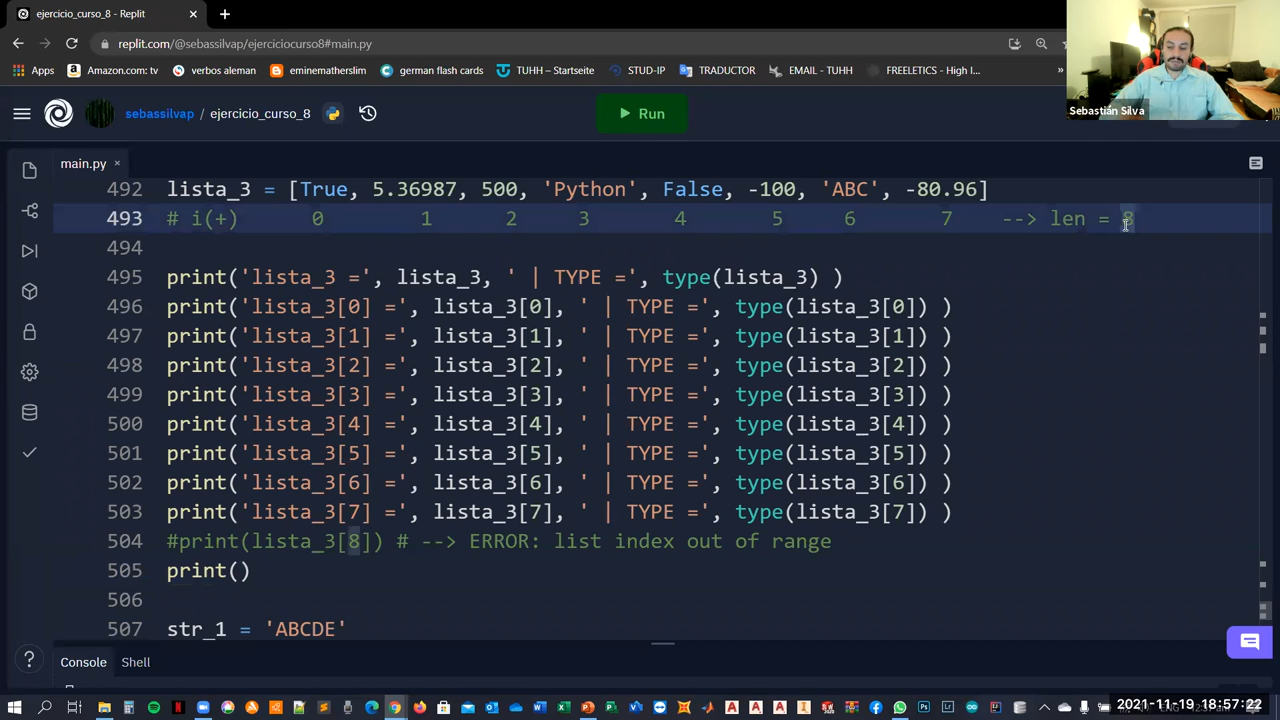 ejercicio_curso_8 - Replit
replit.com/@sebassilvap/ejerciciocurso8#main.py
Apps Amazon.com: tv verbos aleman eminematherslim german flash card TUHH – Startseite STUD-IP TRADUCTOR EMAIL - TUHH FREELETICS - High I... »
Sebastián Silva
sebassilvap / ejercicio_curso_8
Run
main.py
492 lista_3 = [True, 5.36987, 500, 'Python', False, -100, 'ABC', -80.96]
493 # i(+) 0 1 2 3 4 5 6 7 --> len = 8
494
495 print('lista_3 =', lista_3, ' | TYPE =', type(lista_3) )
496 print('lista_3[0] =', lista_3[0], ' | TYPE =', type(lista_3[0]) )
497 print('lista_3[1] =', lista_3[1], ' | TYPE =', type(lista_3[1]) )
498 print('lista_3[2] =', lista_3[2], ' | TYPE =', type(lista_3[2]) )
499 print('lista_3[3] =', lista_3[3], ' | TYPE =', type(lista_3[3]) )
500 print('lista_3[4] =', lista_3[4], ' | TYPE =', type(lista_3[4]) )
501 print('lista_3[5] =', lista_3[5], ' | TYPE =', type(lista_3[5]) )
502 print('lista_3[6] =', lista_3[6], ' | TYPE =', type(lista_3[6]) )
503 print('lista_3[7] =', lista_3[7], ' | TYPE =', type(lista_3[7]) )
504 #print(lista_3[8]) # --> ERROR: list index out of range
505 print()
506
507 str_1 = 'ABCDE'
Console Shell
2021-11-19 18:57:22